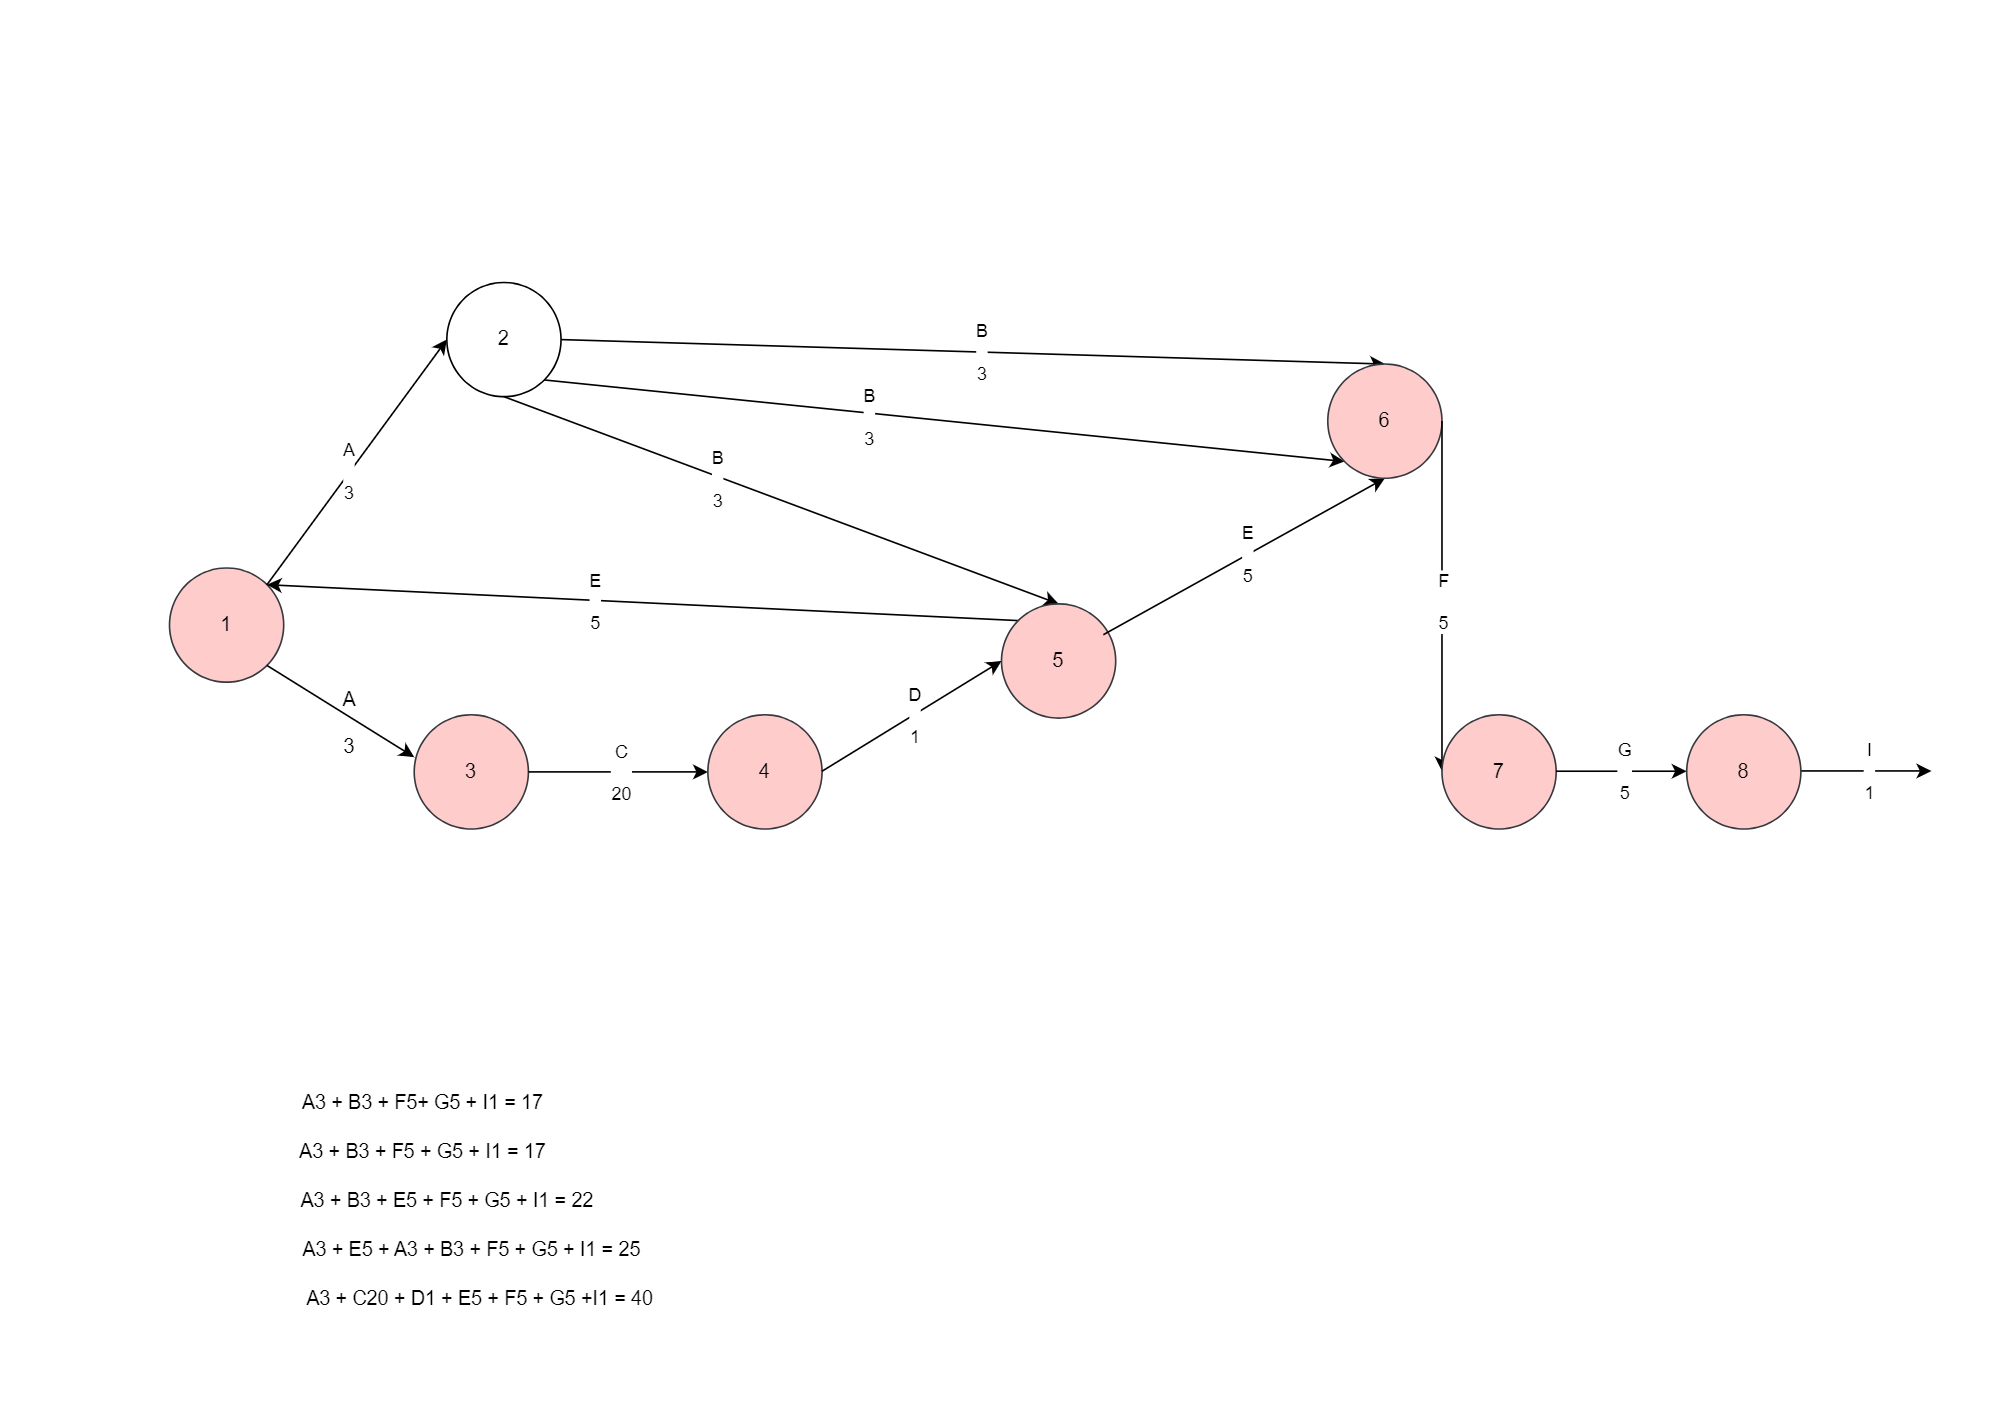 2
B
3
B
3
6
A
3
B
3
E
5
E
5
F
5
1
5
A
3
D
1
3
C
20
4
7
G
5
8
I
1
A3 + B3 + F5+ G5 + I1 = 17
A3 + B3 + F5 + G5 + I1 = 17
A3 + B3 + E5 + F5 + G5 + I1 = 22
A3 + E5 + A3 + B3 + F5 + G5 + I1 = 25
A3 + C20 + D1 + E5 + F5 + G5 +I1 = 40